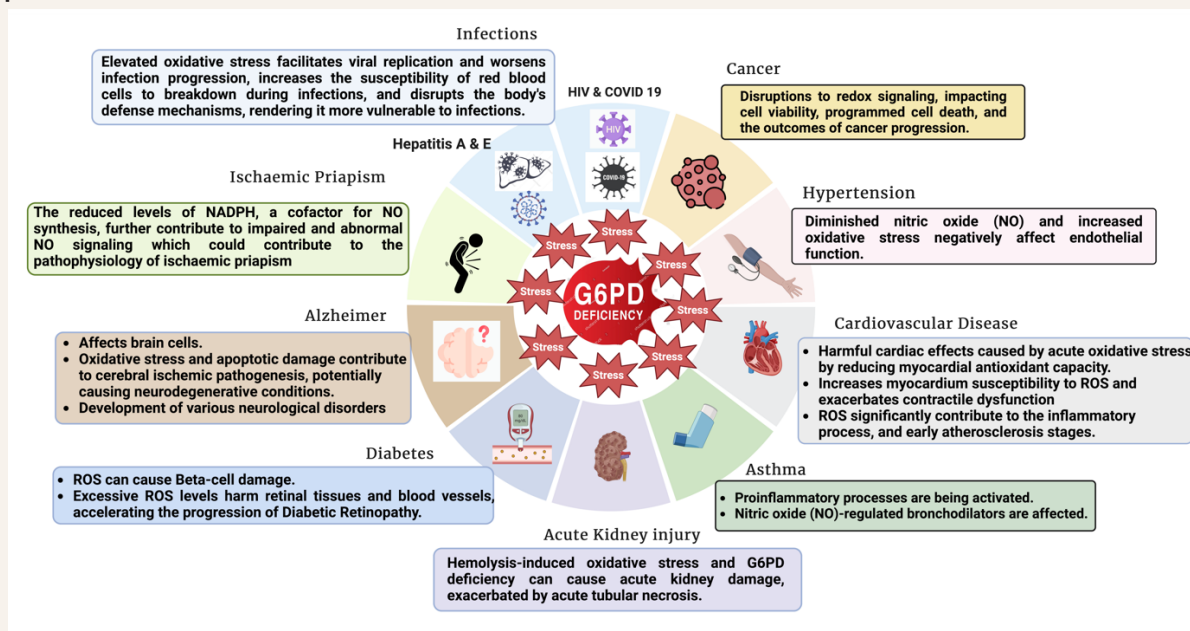 Infections
Elevated oxidative stress facilitates viral replication and worsens
infection progression, increases the susceptibility of red blood
cells to breakdown during infections, and disrupts the body's
defense mechanisms, rendering it more vulnerable to infections.
HIV & COVID 19
HIV
COVID-19
Cancer
Disruptions to redox signaling, impacting
cell viability, programmed cell death, and
the outcomes of cancer progression.
Hepatitis A & E
Ischaemic Priapism
The reduced levels of NADPH, a cofactor for NO
synthesis, further contribute to impaired and abnormal
NO signaling which could contribute to the
pathophysiology of ischaemic priapism
Hypertension
Diminished nitric oxide (NO) and increased
oxidative stress negatively affect endothelial
function.
Stress
Stress
Stress
Stress
Stress
Stress
Stress
Stress
G6PD
DEFICIENCY
Alzheimer
• Affects brain cells.
• Oxidative stress and apoptotic damage contribute
to cerebral ischemic pathogenesis, potentially
causing neurodegenerative conditions.
• Development of various neurological disorders
?
Cardiovascular Disease
• Harmful cardiac effects caused by acute oxidative stress
by reducing myocardial antioxidant capacity.
• Increases myocardium susceptibility to ROS and
exacerbates contractile dysfunction
• ROS significantly contribute to the inflammatory
process, and early atherosclerosis stages.
Diabetes
• ROS can cause Beta-cell damage.
• Excessive ROS levels harm retinal tissues and blood vessels,
accelerating the progression of Diabetic Retinopathy.
Asthma
• Proinflammatory processes are being activated.
• Nitric oxide (NO)-regulated bronchodilators are affected.
Acute Kidney injury
Hemolysis-induced oxidative stress and G6PD
deficiency can cause acute kidney damage,
exacerbated by acute tubular necrosis.